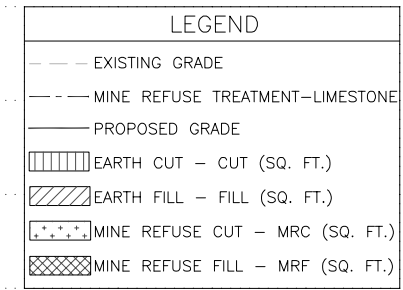 LEGEND
EXISTING GRADE
MINE REFUSE TREATMENT–LIMESTONE
PROPOSED GRADE
EARTH CUT – CUT (SQ. FT.)
EARTH FILL – FILL (SQ. FT.)
MINE REFUSE CUT – MRC (SQ. FT.)
MINE REFUSE FILL – MRF (SQ. FT.)